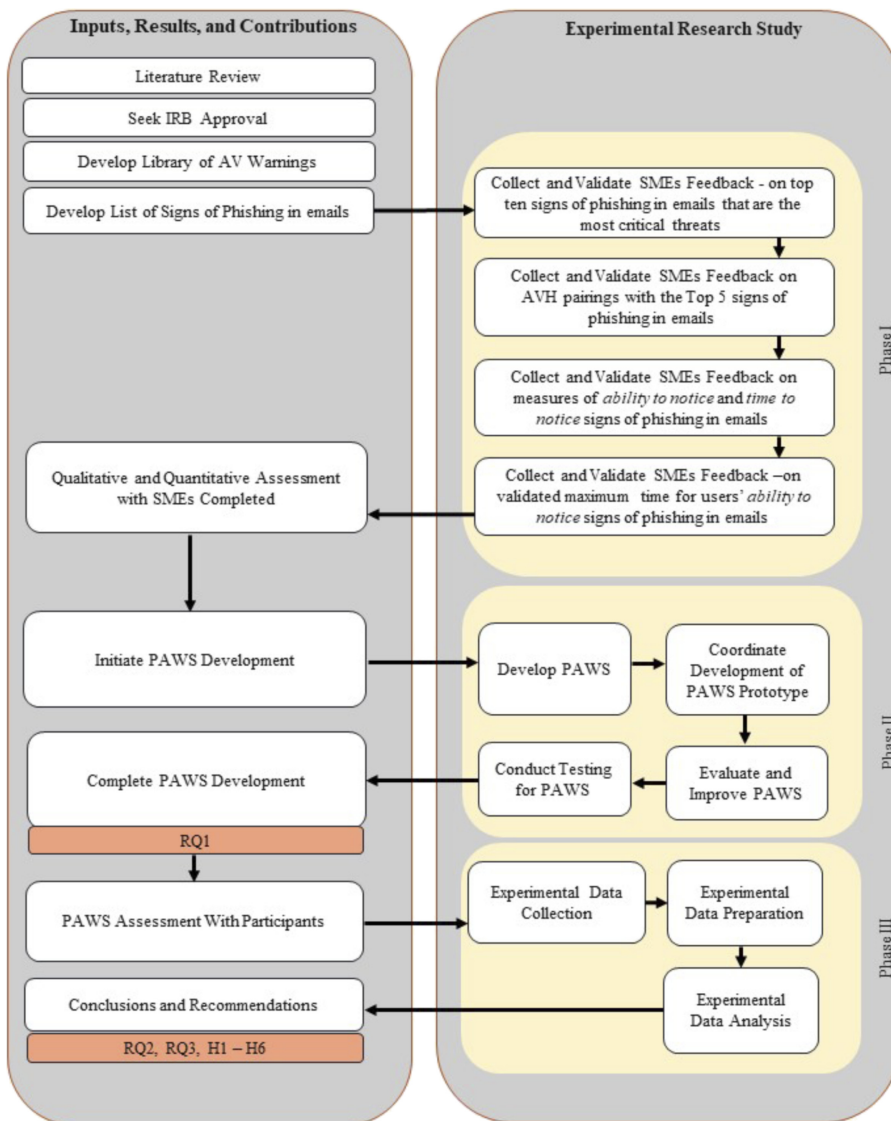 Inputs, Results, and Contributions
Literature Review
Seek IRB Approval
Develop Library of AV Warnings
Develop List of Signs of Phishing in emails
Qualitative and Quantitative Assessment
with SMEs Completed
Initiate PAWS Development
Complete PAWS Development
RQ1
PAWS Assessment With Participants
Conclusions and Recommendations
RQ2, RQ3, H1 – H6
Experimental Research Study
Collect and Validate SMEs Feedback - on top
ten signs of phishing in emails that are the
most critical threats
Collect and Validate SMEs Feedback on
AVH pairings with the Top 5 signs of
phishing in emails
Collect and Validate SMEs Feedback on
measures of ability to notice and time to
notice signs of phishing in emails
Collect and Validate SMEs Feedback –on
validated maximum time for users' ability to
notice signs of phishing in emails
Phase I
Develop PAWS
Coordinate
Development of
PAWS Prototype
Conduct Testing
for PAWS
Evaluate and
Improve PAWS
Phase II
Experimental Data
Collection
Experimental
Data Preparation
Experimental
Data Analysis
Phase III